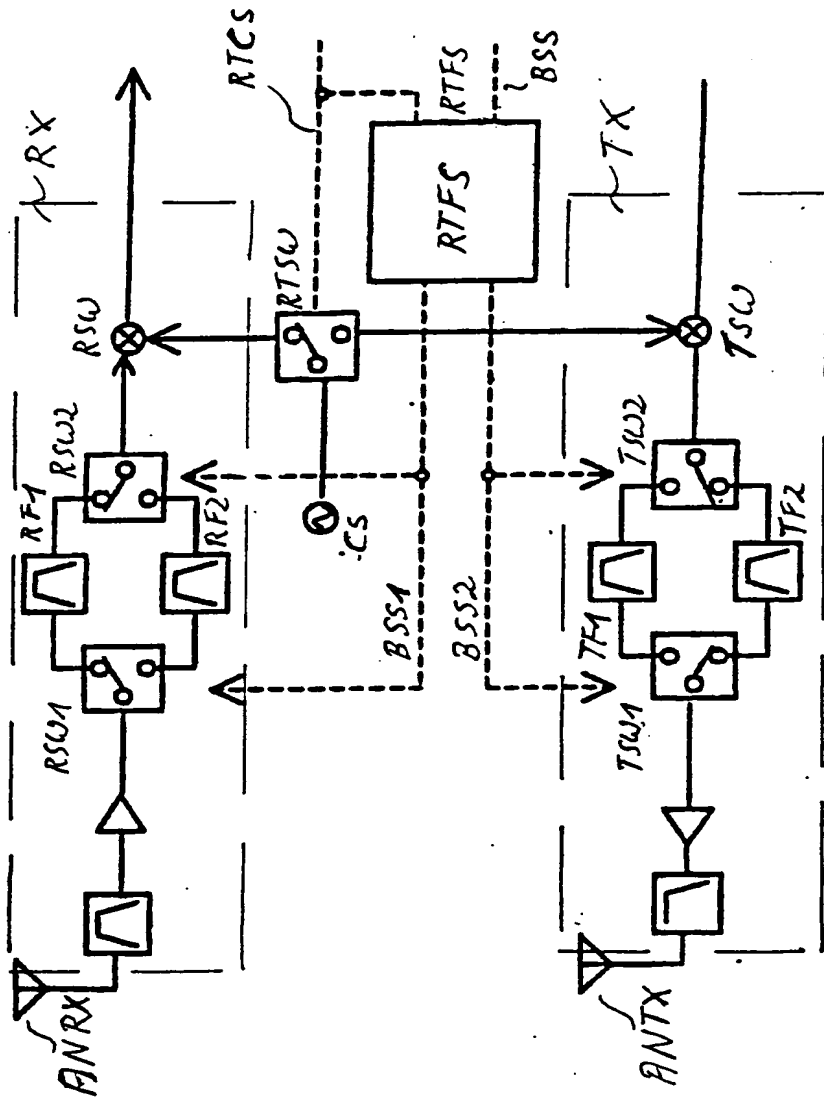 RX
ANRX
RSW1
RF1
RF2
RSW2
RSW
RTSW
RTCS
.CS
BSS1
BSS2
RTFS
RTFS
BSS
TX
ANTX
TSW1
TF1
TF2
TSW2
TSW